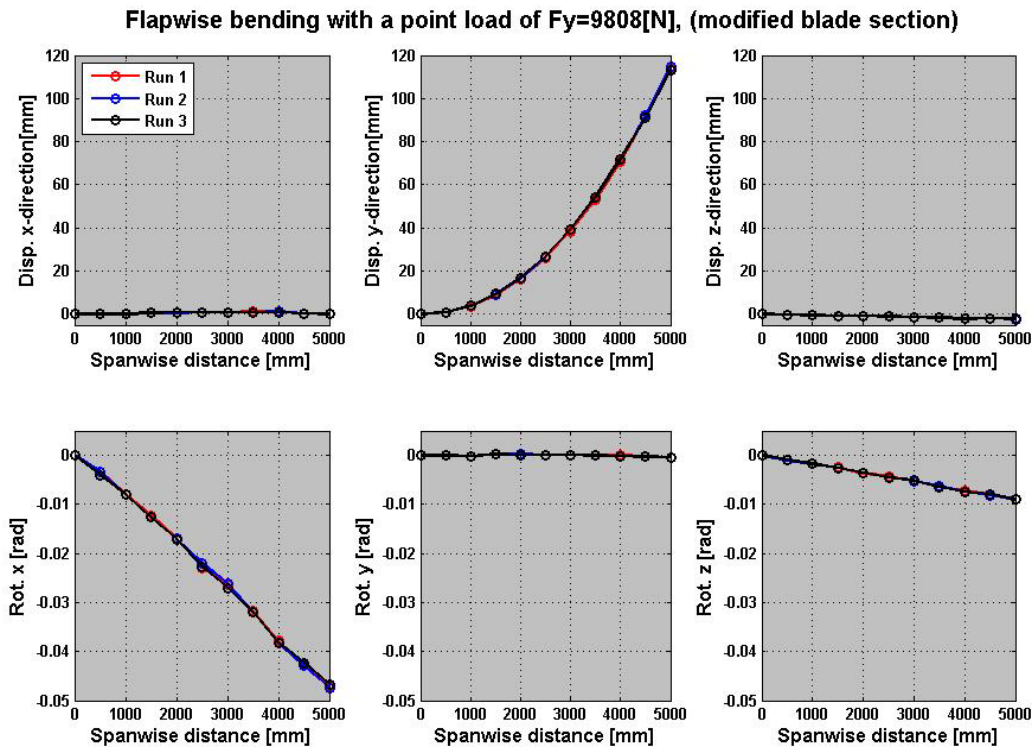 Flapwise bending with a point load of Fy=9808[N], (modified blade section)
120
100
80
60
40
20
0
Disp. x-direction[mm]
Run 1
Run 2
Run 3
0 1000 2000 3000 4000 5000
Spanwise distance [mm]
120
100
80
60
40
20
0
Disp. y-direction[mm]
0 1000 2000 3000 4000 5000
Spanwise distance [mm]
120
100
80
60
40
20
0
Disp. z-direction[mm]
0 1000 2000 3000 4000 5000
Spanwise distance [mm]
0
-0.01
-0.02
-0.03
-0.04
-0.05
Rot. x [rad]
0 1000 2000 3000 4000 5000
Spanwise distance [mm]
0
-0.01
-0.02
-0.03
-0.04
-0.05
Rot. y [rad]
0 1000 2000 3000 4000 5000
Spanwise distance [mm]
0
-0.01
-0.02
-0.03
-0.04
-0.05
Rot. z [rad]
0 1000 2000 3000 4000 5000
Spanwise distance [mm]